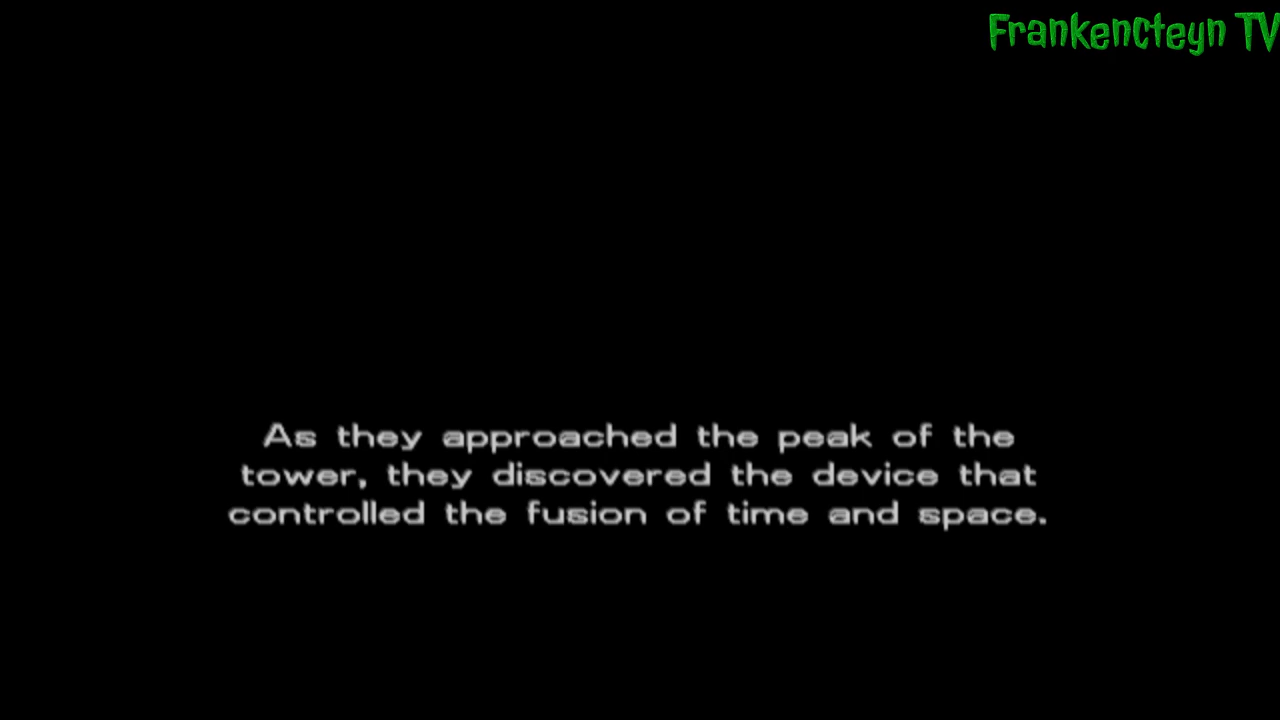 Frankencteyn TV
As they approached the peak of the
tower, they discovered the device that
controlled the fusion of time and space.